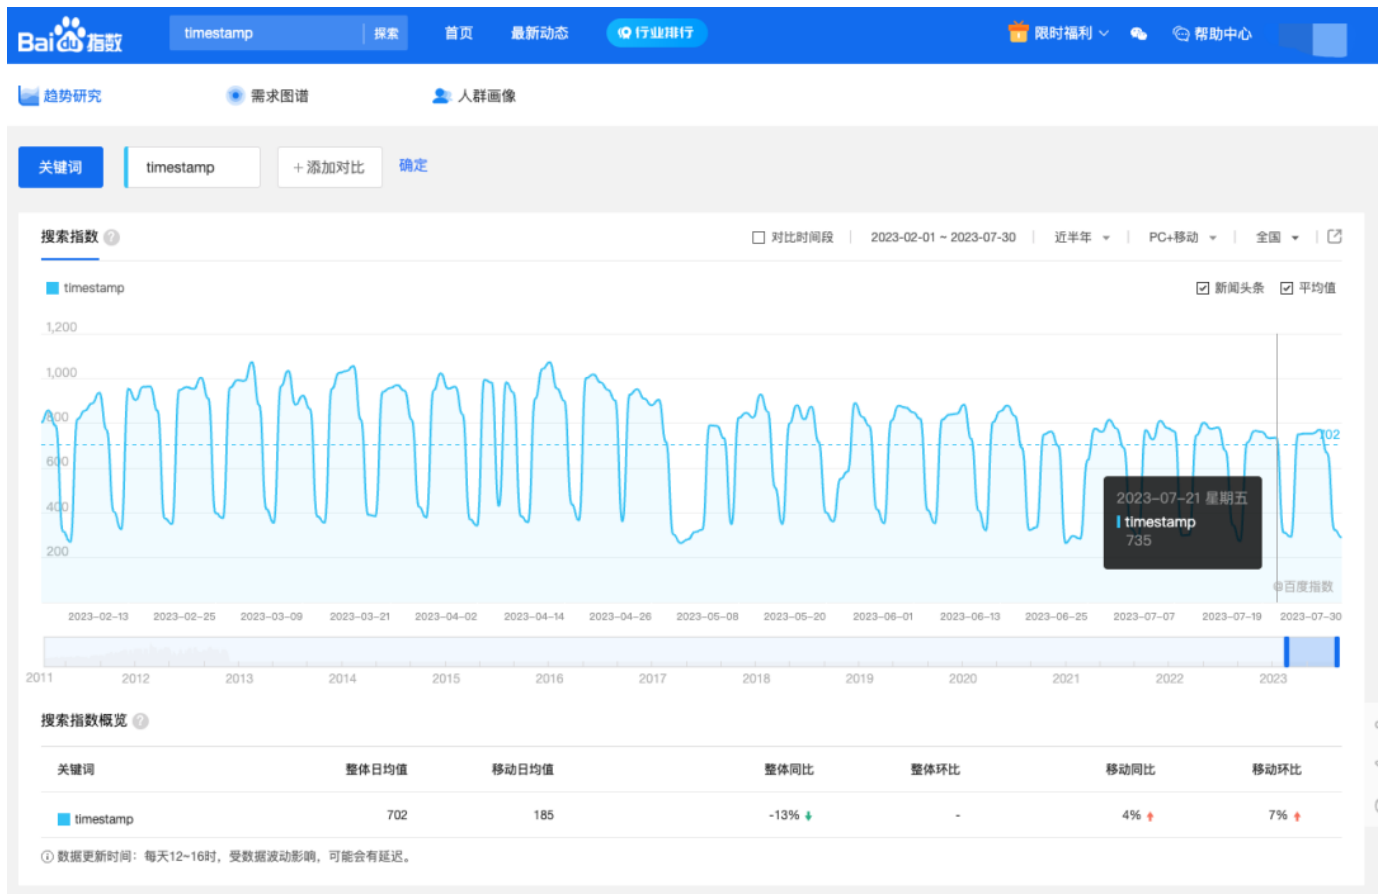 Bai du 指数 timestamp 探索 首页 最新动态 行业排行 限时福利 帮助中心
趋势研究 需求图谱 人群画像
关键词 timestamp +添加对比 确定
搜索指数 ? 对比时间段 2023-02-01 ~ 2023-07-30 近半年 PC+移动 全国
timestamp 新闻头条 平均值
1,200
1,000
800
702
600
2023-07-21 星期五
400
timestamp
735
200
@百度指数
2023-02-13 2023-02-25 2023-03-09 2023-03-21 2023-04-02 2023-04-14 2023-04-26 2023-05-08 2023-05-20 2023-06-01 2023-06-13 2023-06-25 2023-07-07 2023-07-19 2023-07-30
2011 2012 2013 2014 2015 2016 2017 2018 2019 2020 2021 2022 2023
搜索指数概览 ?
关键词 整体日均值 移动日均值 整体同比 整体环比 移动同比 移动环比
timestamp 702 185 -13% - 4% 7%
数据更新时间：每天12~16时，受数据波动影响，可能会有延迟。